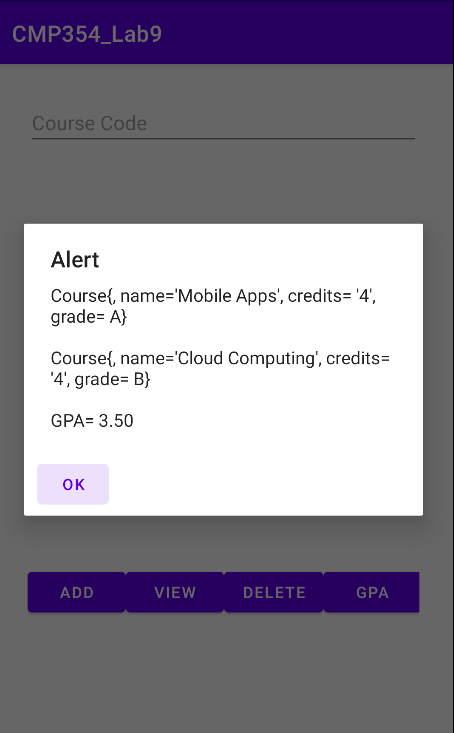 CMP354_Lab9
Course Code
Alert
Course{, name='Mobile Apps', credits= '4',
grade= A}
Course{, name='Cloud Computing', credits=
'4', grade= B}
GPA= 3.50
OK
ADD VIEW DELETE GPA